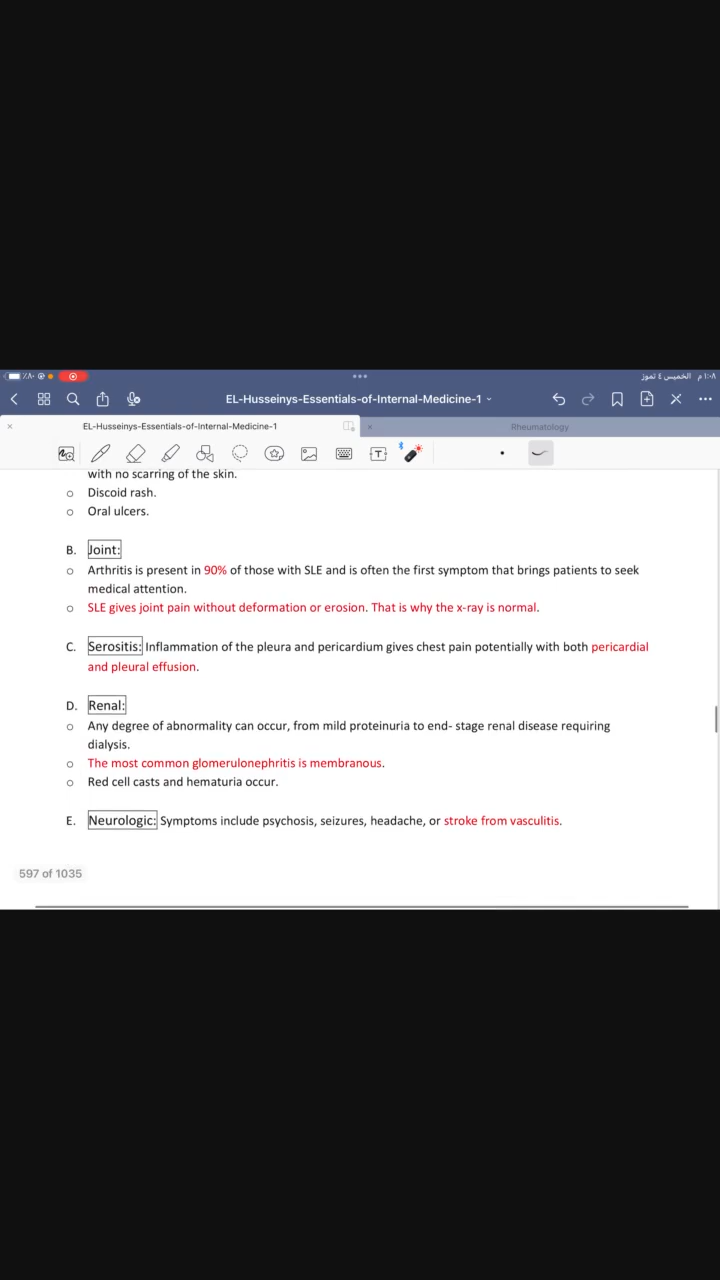 ٪٨٠
١:٠٨ م الخميس ٤ تموز
EL-Husseinys-Essentials-of-Internal-Medicine-1
EL-Husseinys-Essentials-of-Internal-Medicine-1
Rheumatology
with no scarring of the skin.
o Discoid rash.
o Oral ulcers.
B. Joint:
o Arthritis is present in 90% of those with SLE and is often the first symptom that brings patients to seek
medical attention.
o SLE gives joint pain without deformation or erosion. That is why the x-ray is normal.
C. Serositis: Inflammation of the pleura and pericardium gives chest pain potentially with both pericardial
and pleural effusion.
D. Renal:
o Any degree of abnormality can occur, from mild proteinuria to end- stage renal disease requiring
dialysis.
o The most common glomerulonephritis is membranous.
o Red cell casts and hematuria occur.
E. Neurologic: Symptoms include psychosis, seizures, headache, or stroke from vasculitis.
597 of 1035